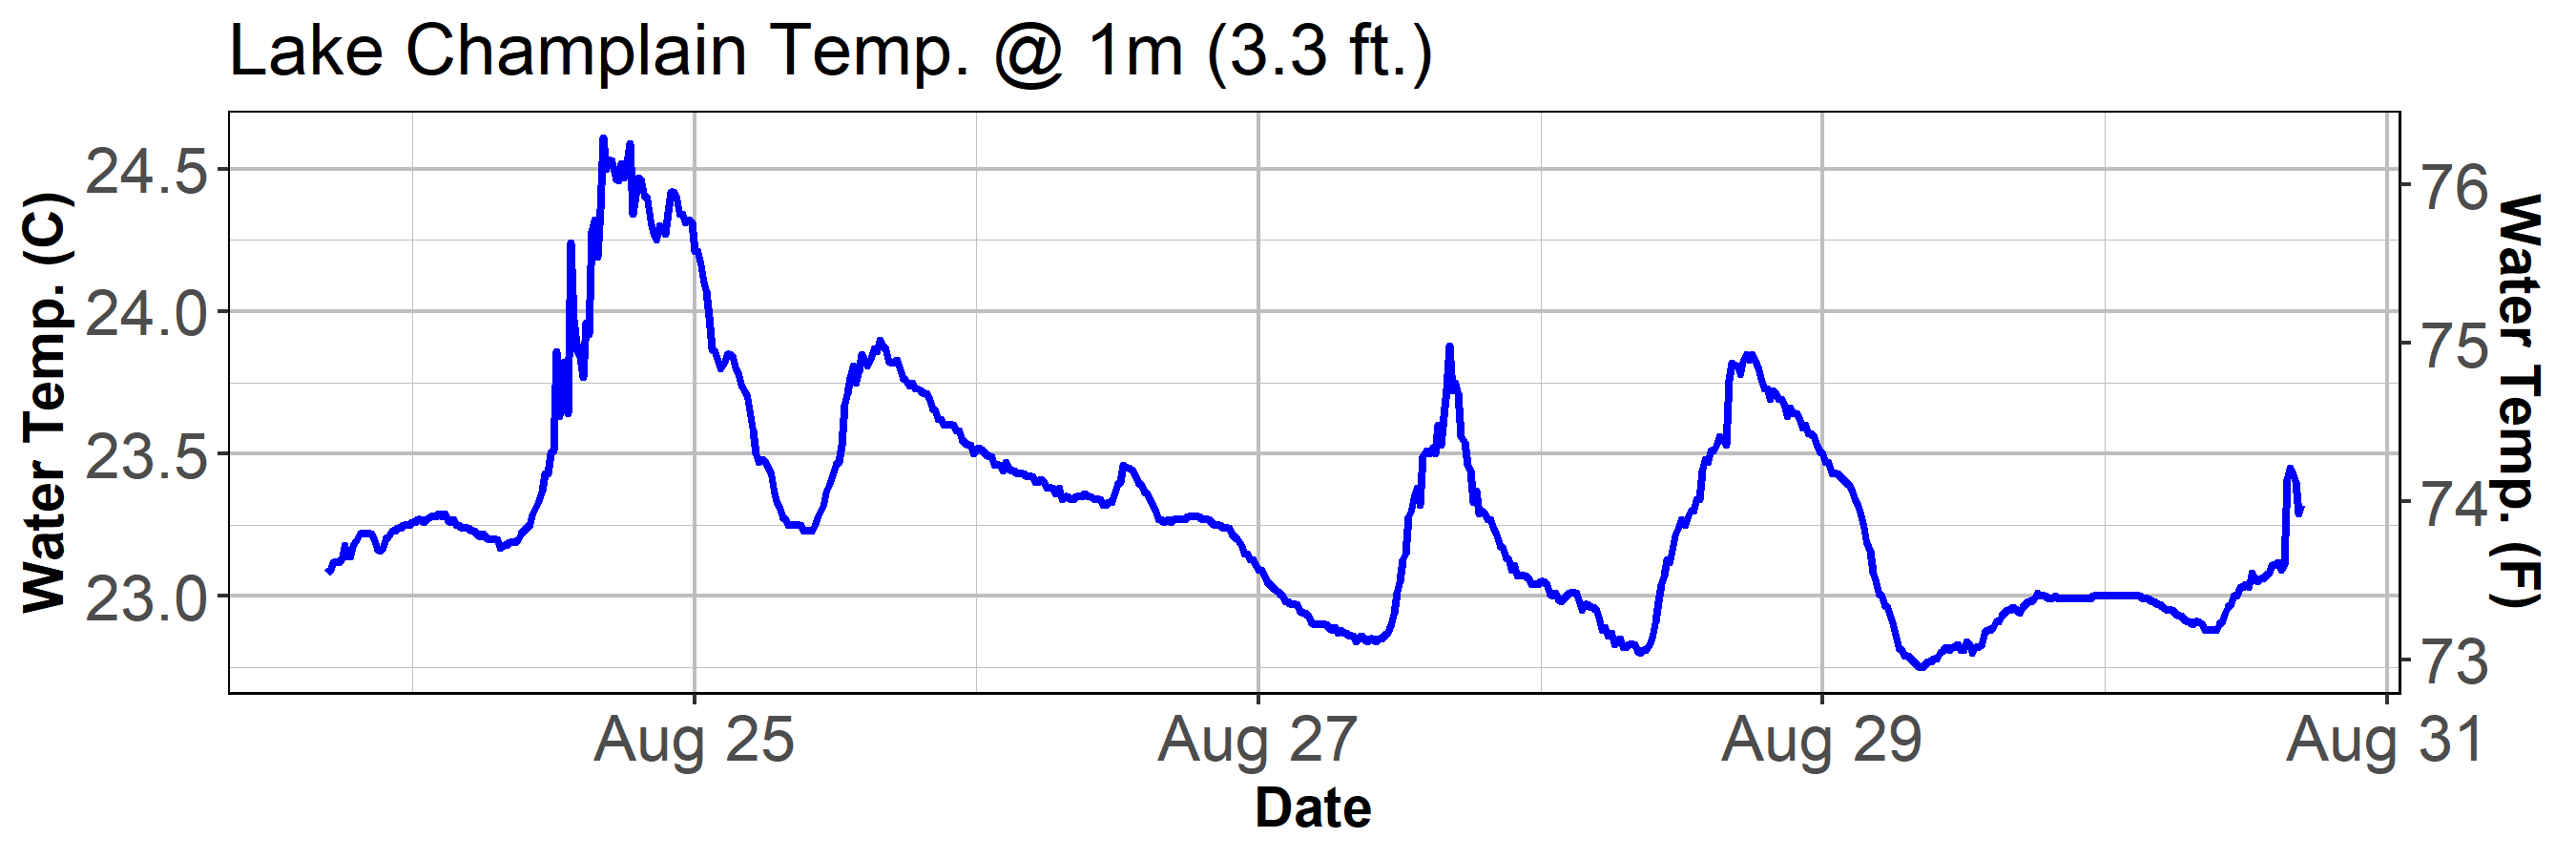 Lake Champlain Temp. @ 1m (3.3 ft.)
Water Temp. (C)
24.5
24.0
23.5
23.0
76
75
74
73
Water Temp. (F)
Aug 25 Aug 27 Aug 29 Aug 31
Date